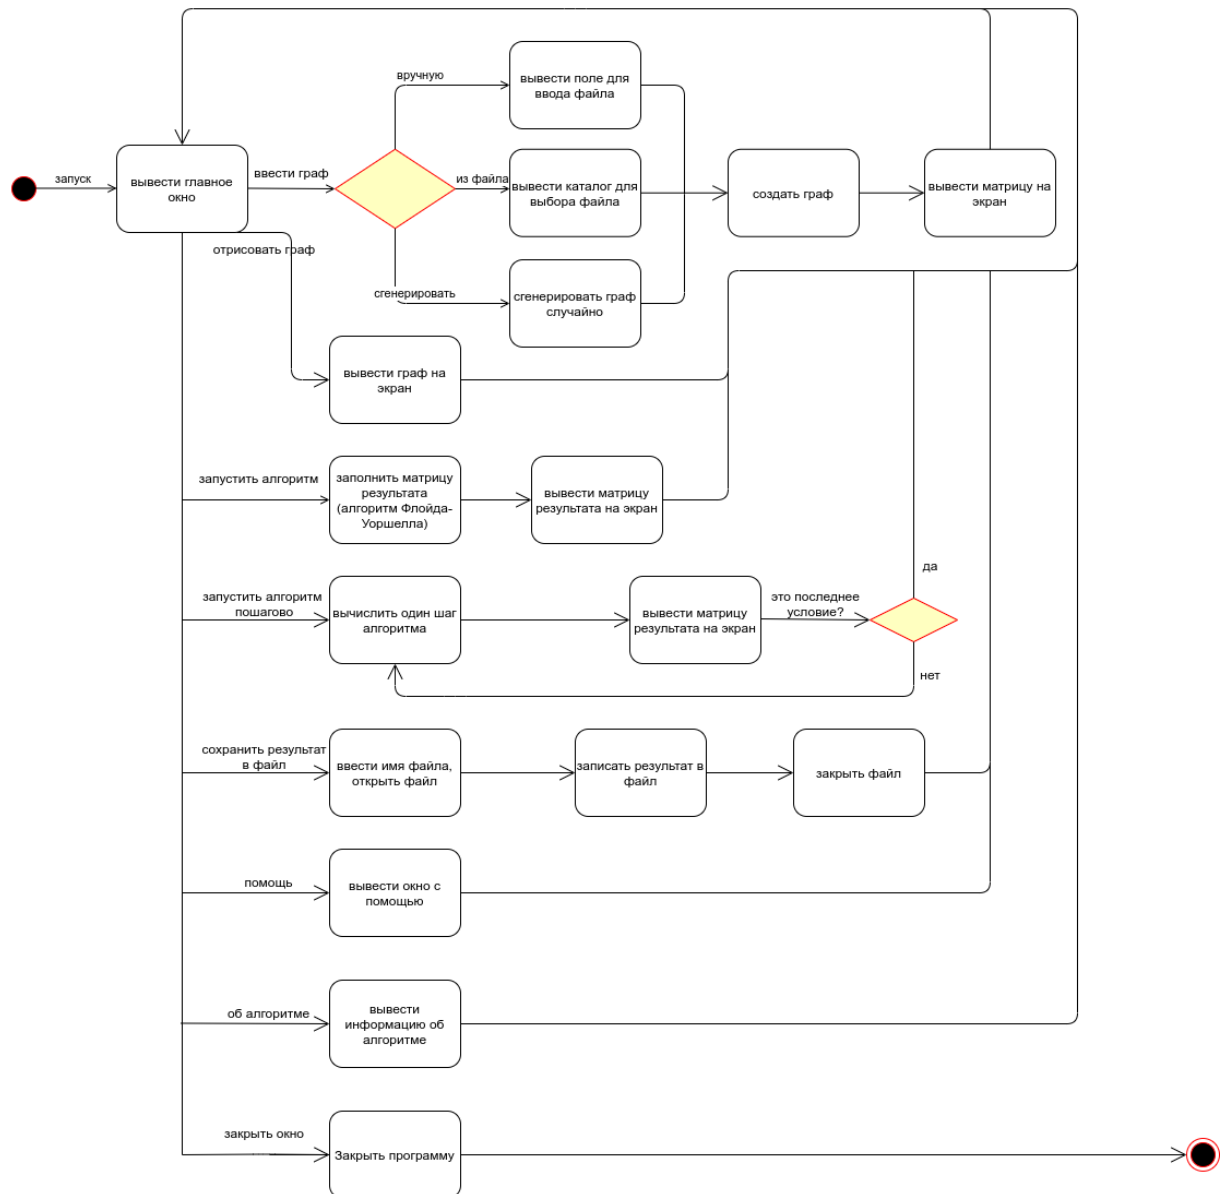 вручную
вывести поле для
ввода файла
запуск
вывести главное
окно
ввести граф
из файла
вывести каталог для
выбора файла
создать граф
вывести матрицу на
экран
отрисовать граф
сгенерировать
сгенерировать граф
случайно
вывести граф на
экран
запустить алгоритм
заполнить матрицу
результата
(алгоритм Флойда-
Уоршелла)
вывести матрицу
результата на экран
да
запустить алгоритм
пошагово
вычислить один шаг
алгоритма
вывести матрицу
результата на экран
это последнее
условие?
нет
сохранить результат
в файл
ввести имя файла,
открыть файл
записать результат в
файл
закрыть файл
помощь
вывести окно с
помощью
об алгоритме
вывести
информацию об
алгоритме
закрыть окно
Закрыть программу